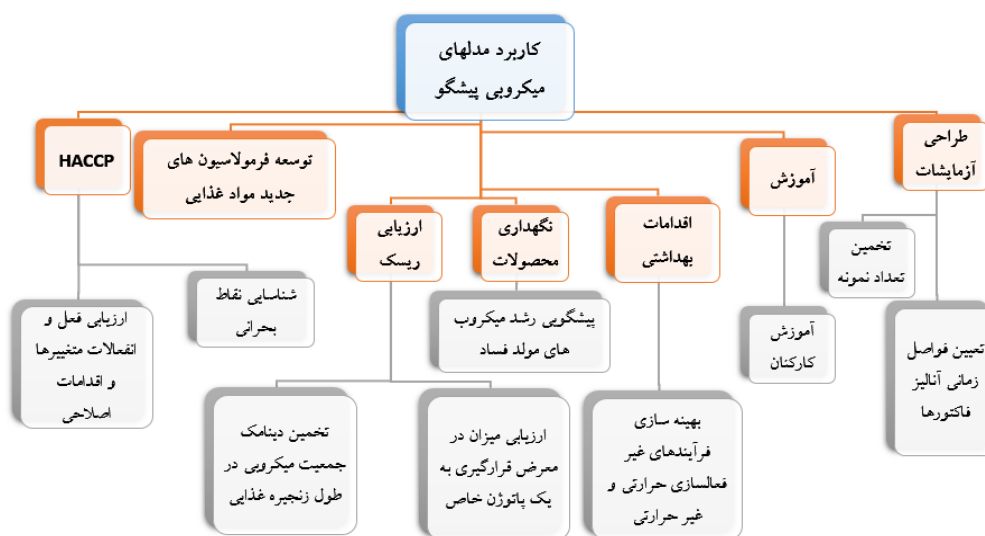 کاربرد مدلهای
میکروبی پیشگو
طراحی
آزمایشات
آموزش
اقدامات
بهداشتی
نگهداری
محصولات
ارزیابی
ریسک
توسعه فرمولاسیون های
جدید مواد غذایی
HACCP
تخمین
تعداد نمونه
تعیین فواصل
زمانی آنالیز
فاکتورها
آموزش
کارکنان
بهینه سازی
فرآیندهای غیر
فعالسازی حرارتی و
غیر حرارتی
پیشگویی رشد میکروب
های مولد فساد
ارزیابی میزان در
معرض قرارگیری به
یک پاتوژن خاص
تخمین دینامک
جمعیت میکروبی در
طول زنجیره غذایی
شناسایی نقاط
بحرانی
ارزیابی فعل و
انفعالات متغییرها
و اقدامات
اصلاحی